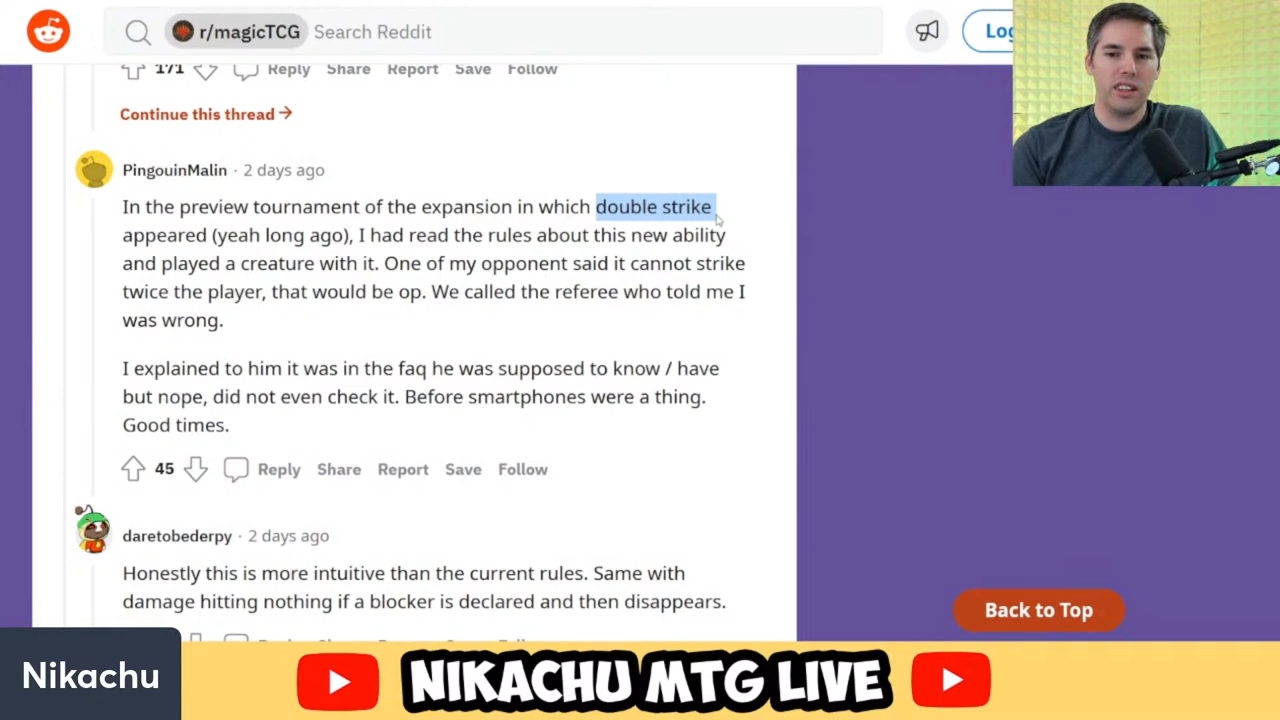 r/magicTCG Search Reddit
171 Reply Share Report Save Follow
Continue this thread
PingouinMalin · 2 days ago
In the preview tournament of the expansion in which double strike
appeared (yeah long ago), I had read the rules about this new ability
and played a creature with it. One of my opponent said it cannot strike
twice the player, that would be op. We called the referee who told me I
was wrong.
I explained to him it was in the faq he was supposed to know / have
but nope, did not even check it. Before smartphones were a thing.
Good times.
45 Reply Share Report Save Follow
daretobederpy · 2 days ago
Honestly this is more intuitive than the current rules. Same with
damage hitting nothing if a blocker is declared and then disappears.
Back to Top
Nikachu
NIKACHU MTG LIVE